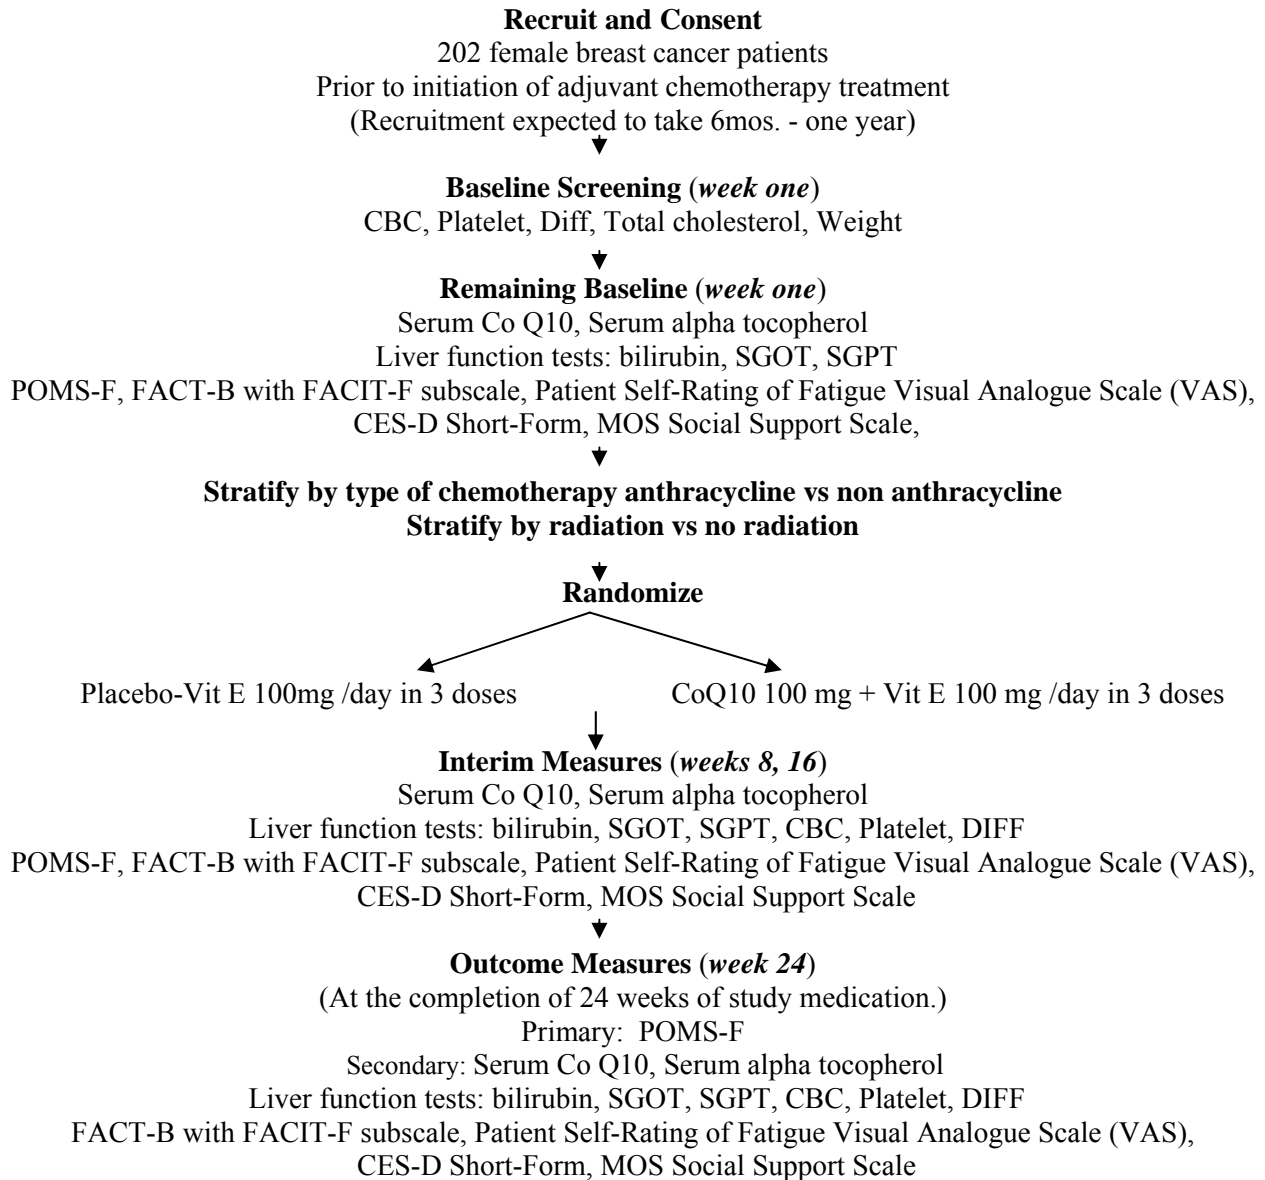 Recruit and Consent
202 female breast cancer patients
Prior to initiation of adjuvant chemotherapy treatment
(Recruitment expected to take 6mos. - one year)
Baseline Screening (week one)
CBC, Platelet, Diff, Total cholesterol, Weight
Remaining Baseline (week one)
Serum Co Q10, Serum alpha tocopherol
Liver function tests: bilirubin, SGOT, SGPT
POMS-F, FACT-B with FACIT-F subscale, Patient Self-Rating of Fatigue Visual Analogue Scale (VAS),
CES-D Short-Form, MOS Social Support Scale,
Stratify by type of chemotherapy anthracycline vs non anthracycline
Stratify by radiation vs no radiation
Randomize
Placebo-Vit E 100mg /day in 3 doses
CoQ10 100 mg + Vit E 100 mg /day in 3 doses
Interim Measures (weeks 8, 16)
Serum Co Q10, Serum alpha tocopherol
Liver function tests: bilirubin, SGOT, SGPT, CBC, Platelet, DIFF
POMS-F, FACT-B with FACIT-F subscale, Patient Self-Rating of Fatigue Visual Analogue Scale (VAS),
CES-D Short-Form, MOS Social Support Scale
Outcome Measures (week 24)
(At the completion of 24 weeks of study medication.)
Primary: POMS-F
Secondary: Serum Co Q10, Serum alpha tocopherol
Liver function tests: bilirubin, SGOT, SGPT, CBC, Platelet, DIFF
FACT-B with FACIT-F subscale, Patient Self-Rating of Fatigue Visual Analogue Scale (VAS),
CES-D Short-Form, MOS Social Support Scale